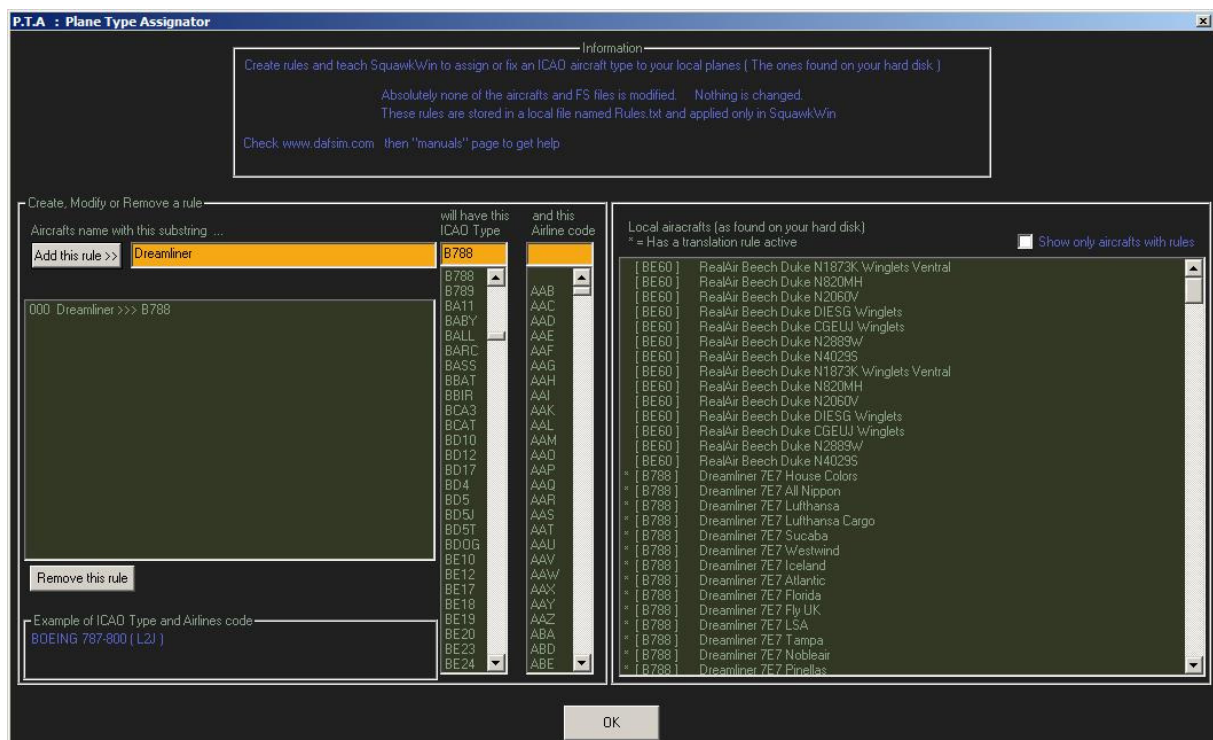 P.T.A : Plane Type Assignator
Information
Create rules and teach SquawkWin to assign or fix an ICAO aircraft type to your local planes ( The ones found on your hard disk )
Absolutely none of the aircrafts and FS files is modified. Nothing is changed.
These rules are stored in a local file named Rules.txt and applied only in SquawkWin
Check www.dafsim.com then "manuals" page to get help
Create, Modify or Remove a rule
Aircrafts name with this substring ...
will have this
ICAO Type
and this
Airline code
Add this rule >>
Dreamliner
B788
000 Dreamliner >>> B788
B788
B789
BA11
BABY
BALL
BARC
BASS
BBAT
BBIR
BCA3
BCAT
BD10
BD12
BD17
BD4
BD5
BD5J
BD5T
BDOG
BE10
BE12
BE17
BE18
BE19
BE20
BE23
BE24
AAB
AAC
AAD
AAE
AAF
AAG
AAH
AAI
AAK
AAL
AAM
AAO
AAP
AAQ
AAR
AAS
AAT
AAU
AAV
AAW
AAX
AAY
AAZ
ABA
ABD
ABE
Remove this rule
Example of ICAO Type and Airlines code
BOEING 787-800 ( L2J )
Local airacrafts (as found on your hard disk)
* = Has a translation rule active
Show only aircrafts with rules
[ BE60 ] RealAir Beech Duke N1873K Winglets Ventral
[ BE60 ] RealAir Beech Duke N820MH
[ BE60 ] RealAir Beech Duke N2060V
[ BE60 ] RealAir Beech Duke DIESG Winglets
[ BE60 ] RealAir Beech Duke CGEUJ Winglets
[ BE60 ] RealAir Beech Duke N2889W
[ BE60 ] RealAir Beech Duke N4029S
[ BE60 ] RealAir Beech Duke N1873K Winglets Ventral
[ BE60 ] RealAir Beech Duke N820MH
[ BE60 ] RealAir Beech Duke N2060V
[ BE60 ] RealAir Beech Duke DIESG Winglets
[ BE60 ] RealAir Beech Duke CGEUJ Winglets
[ BE60 ] RealAir Beech Duke N2889W
[ BE60 ] RealAir Beech Duke N4029S
* [ B788 ] Dreamliner 7E7 House Colors
* [ B788 ] Dreamliner 7E7 All Nippon
* [ B788 ] Dreamliner 7E7 Lufthansa
* [ B788 ] Dreamliner 7E7 Lufthansa Cargo
* [ B788 ] Dreamliner 7E7 Sucaba
* [ B788 ] Dreamliner 7E7 Westwind
* [ B788 ] Dreamliner 7E7 Iceland
* [ B788 ] Dreamliner 7E7 Atlantic
* [ B788 ] Dreamliner 7E7 Florida
* [ B788 ] Dreamliner 7E7 Fly UK
* [ B788 ] Dreamliner 7E7 LSA
* [ B788 ] Dreamliner 7E7 Tampa
* [ B788 ] Dreamliner 7E7 Nobleair
* [ B788 ] Dreamliner 7E7 Pinellas
OK